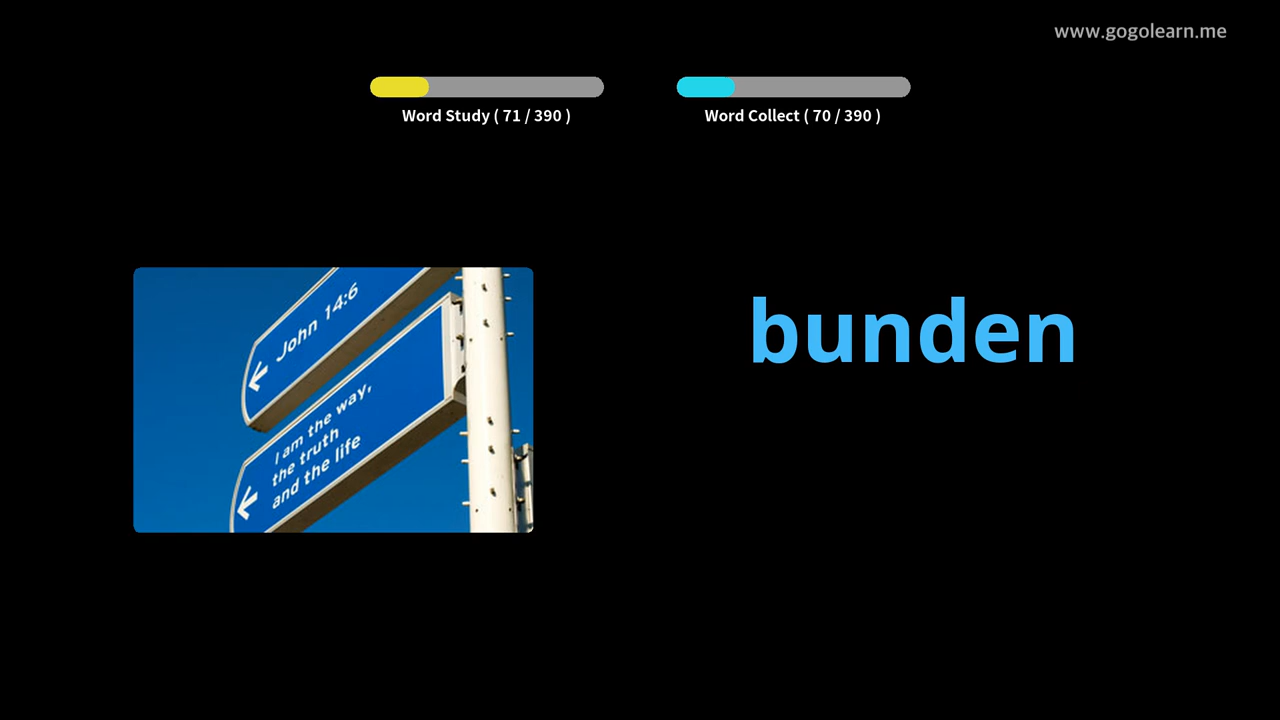 www.gogolearn.me
Word Study ( 71 / 390 )
Word Collect ( 70 / 390 )
John 14:6
I am the way,
the truth
and the life
bunden